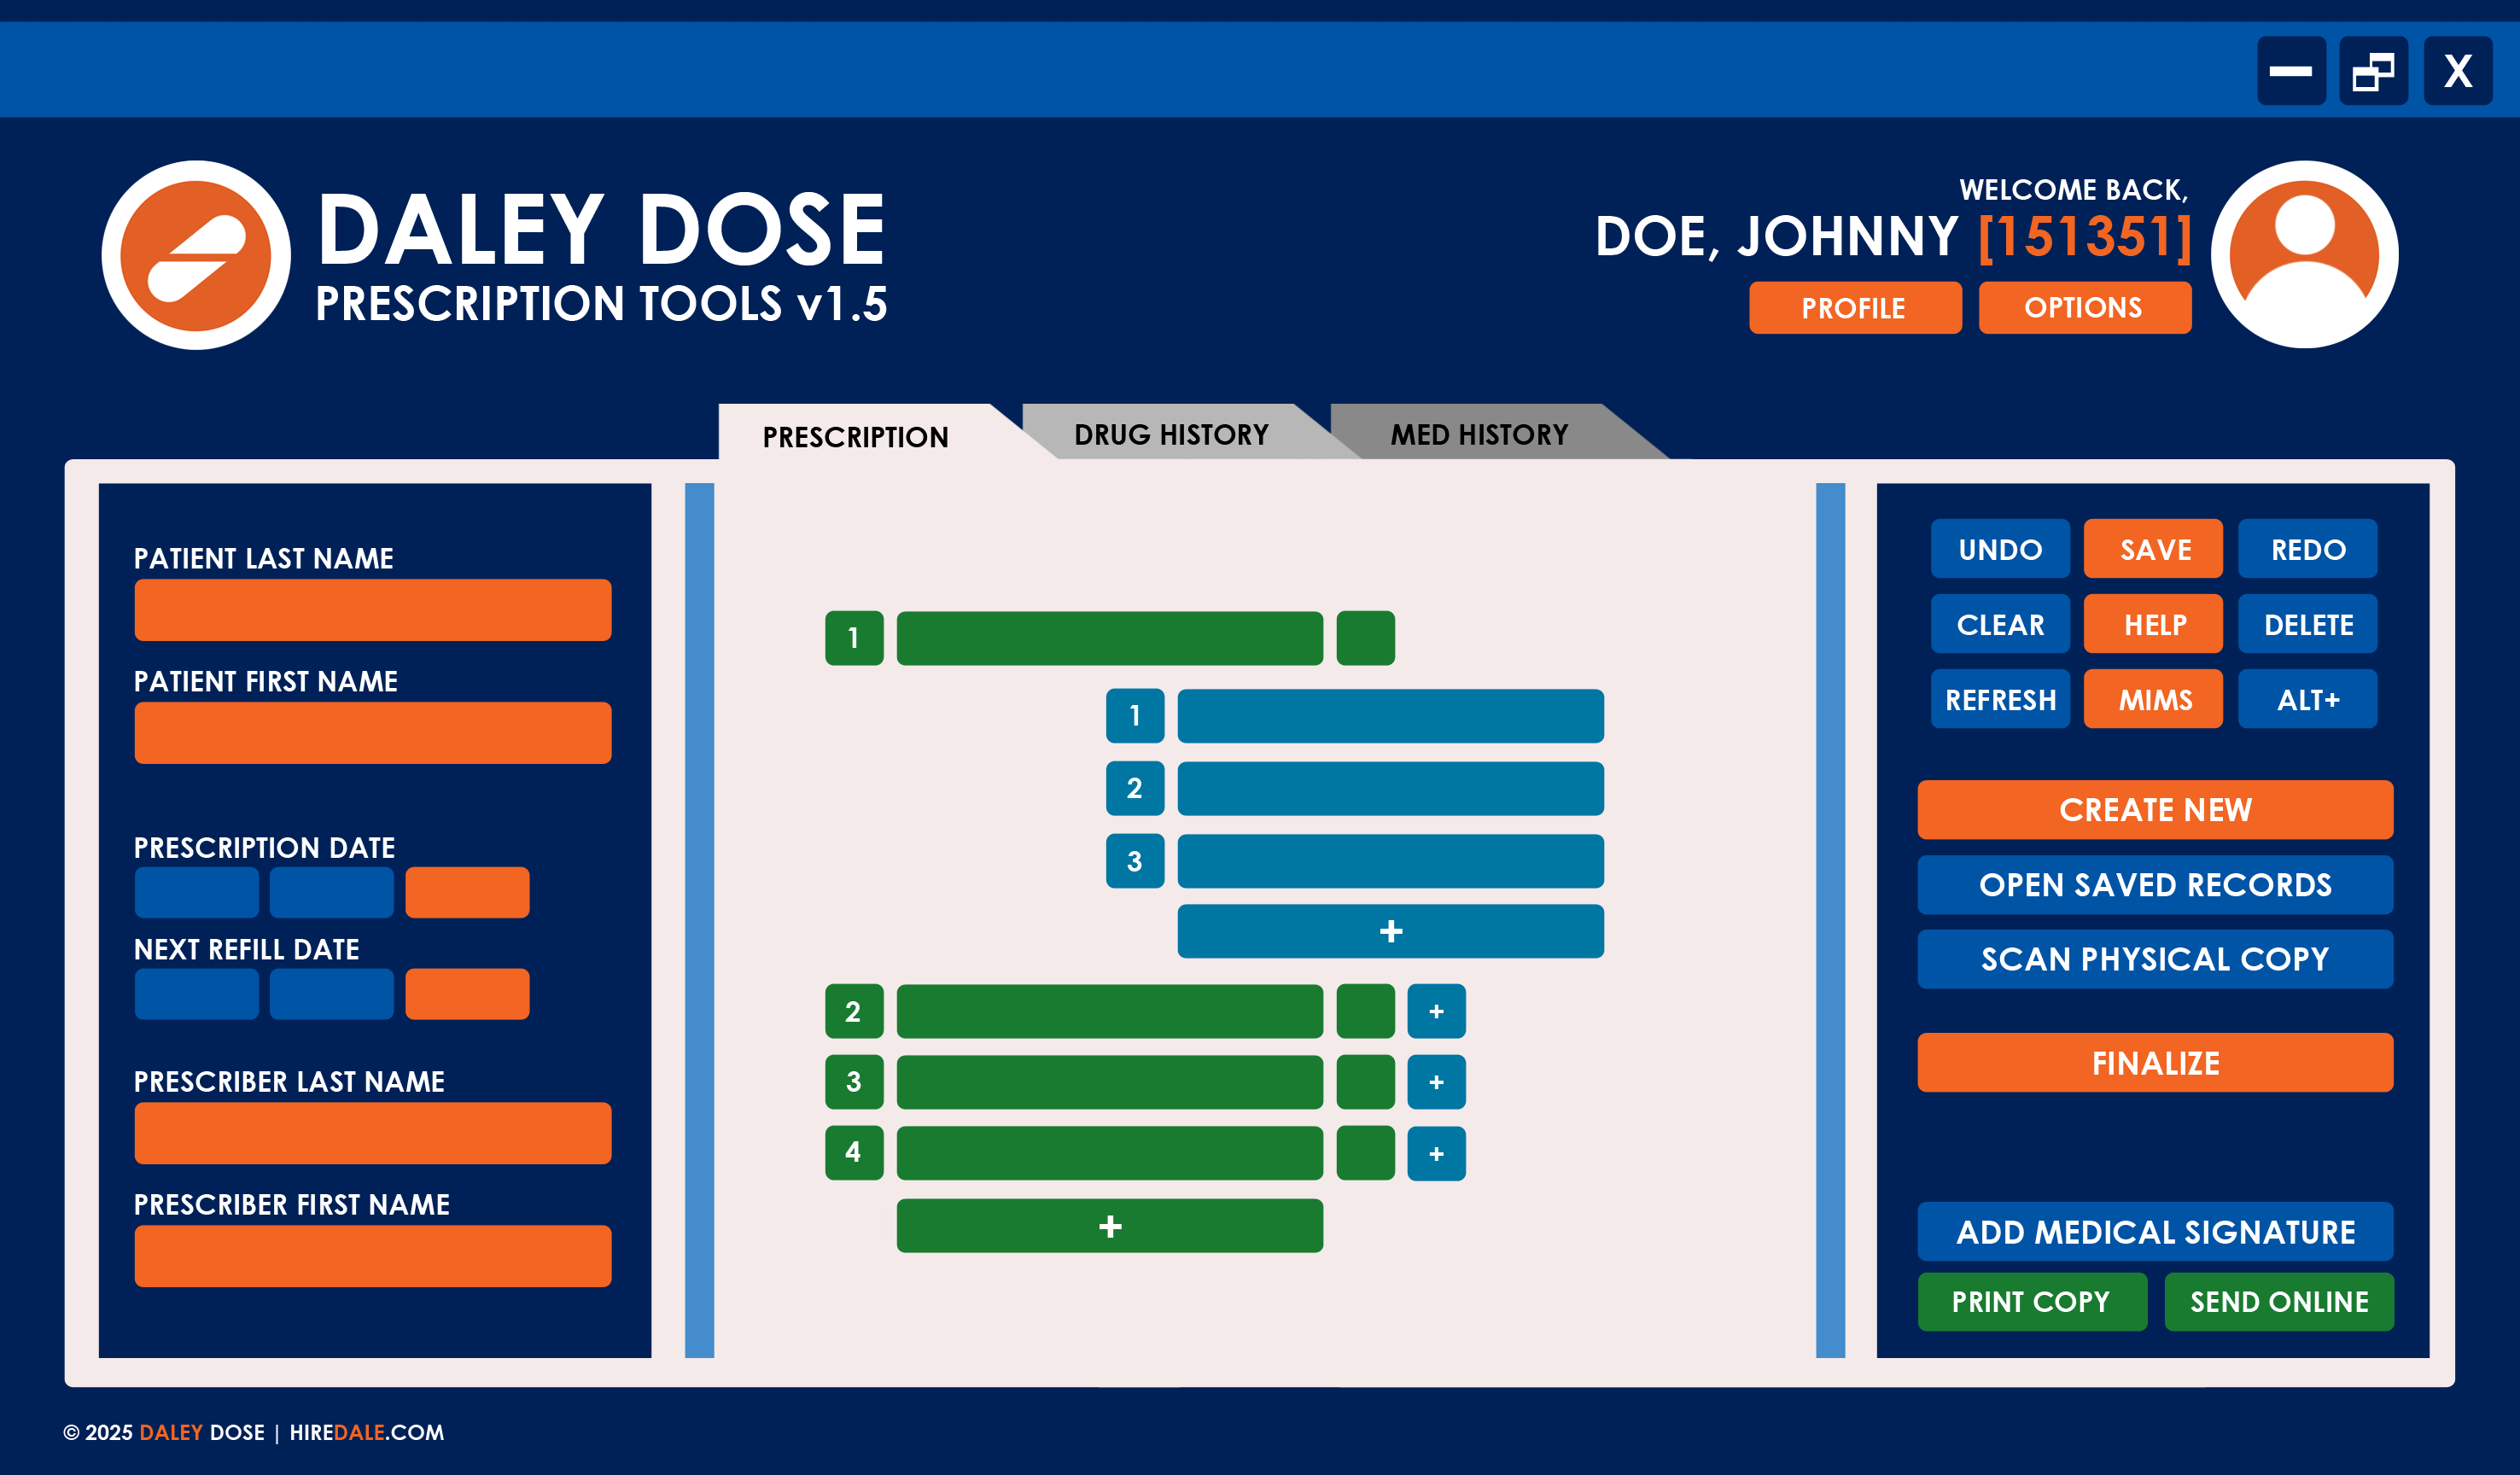 X
DALEY DOSE
PRESCRIPTION TOOLS v1.5
WELCOME BACK,
DOE, JOHNNY [151351]
PROFILE
OPTIONS
PRESCRIPTION
DRUG HISTORY
MED HISTORY
PATIENT LAST NAME
PATIENT FIRST NAME
PRESCRIPTION DATE
NEXT REFILL DATE
PRESCRIBER LAST NAME
PRESCRIBER FIRST NAME
1
1
2
3
+
2 +
3 +
4 +
+
UNDO SAVE REDO
CLEAR HELP DELETE
REFRESH MIMS ALT+
CREATE NEW
OPEN SAVED RECORDS
SCAN PHYSICAL COPY
FINALIZE
ADD MEDICAL SIGNATURE
PRINT COPY SEND ONLINE
© 2025 DALEY DOSE | HIREDALE.COM